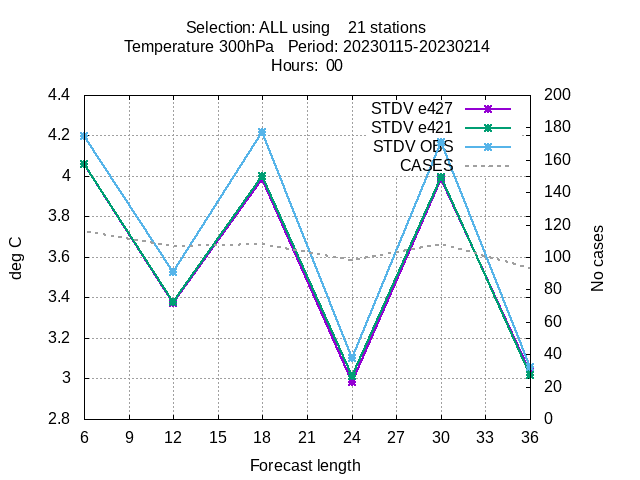 Selection: ALL using 21 stations
Temperature 300hPa Period: 20230115-20230214
Hours: 00
STDV e427
STDV e421
STDV OBS
CASES
4.4
4.2
4
3.8
3.6
3.4
3.2
3
2.8
200
180
160
140
120
100
80
60
40
20
0
deg C
No cases
6 9 12 15 18 21 24 27 30 33 36
Forecast length